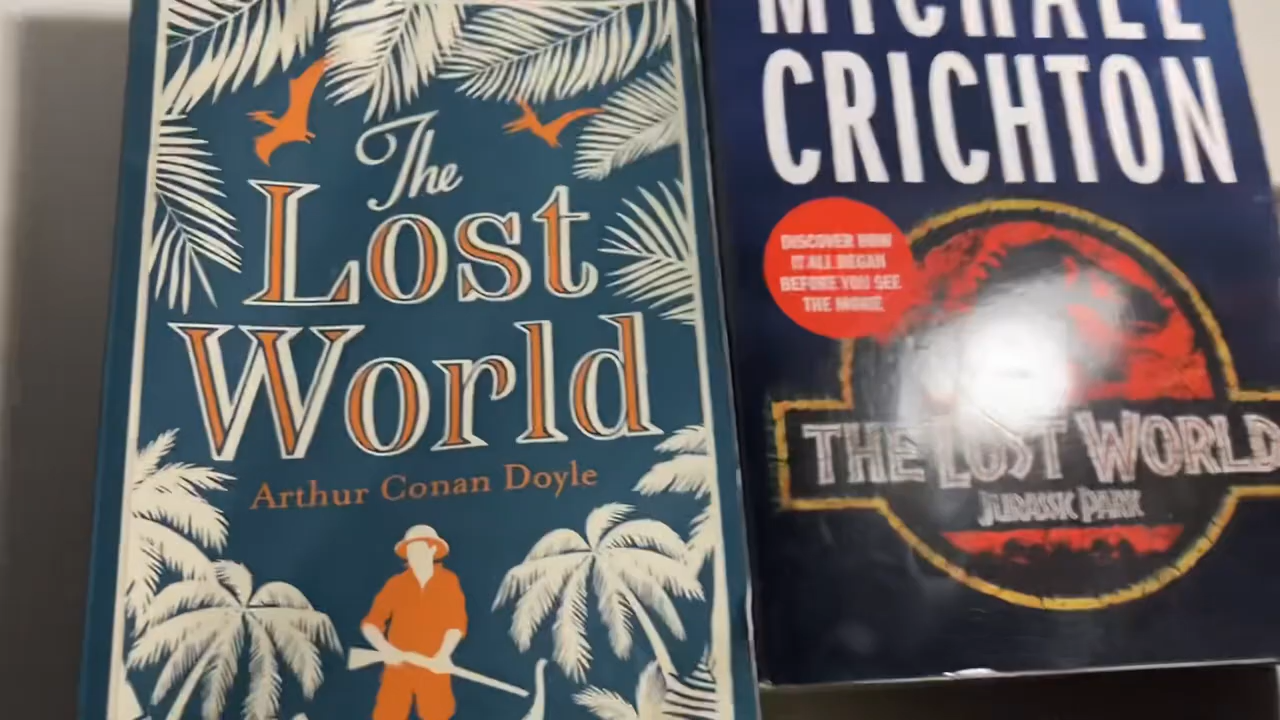 The
Lost
World
Arthur Conan Doyle
MICHAEL
CRICHTON
DISCOVER HOW
IT ALL BEGAN
BEFORE YOU SEE
THE MOVIE
THE LOST WORLD
JURASSIC PARK